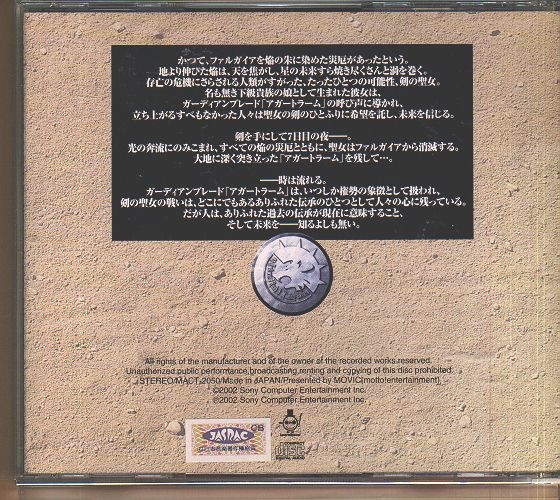 かつて、ファルガイアを焔の朱に染めた災厄があったという。
地より伸びた焔は、天を焦がし、星の未来すら焼き尽くさんと渦を巻く。
存亡の危機にさらされる人類がすがった、たったひとつの可能性、剣の聖女。
名も無き下級貴族の娘として生まれた彼女は、
ガーディアンブレード「アガートラーム」の呼び声に導かれ、
立ち上がるすべもなかった人々は聖女の剣のひとふりに希望を託し、未来を信じる。
剣を手にして7日目の夜――。
光の奔流にのみこまれ、すべての焔の災厄とともに、聖女はファルガイアから消滅する。
大地に深く突き立った「アガートラーム」を残して…。
――時は流れる。
ガーディアンブレード「アガートラーム」は、いつしか権勢の象徴として扱われ、
剣の聖女の戦いは、どこにでもあるありふれた伝承のひとつとして人々の心に残っている。
だが人は、ありふれた過去の伝承が現在に意味すること、
そして未来を――知るよしも無い。
All rights of the manufacturer and of the owner of the recorded works reserved.
Unauthorized public performance,broadcasting,renting and copying of this disc prohibited.
STEREO/MACT-2050/Made in JAPAN/Presented by MOVIC(motto!entertainment)
©2002 Sony Computer Entertainment Inc.
©2002 Sony Computer Entertainment Inc.
CB
JASRAC
COMPACT
disc
DIGITAL AUDIO